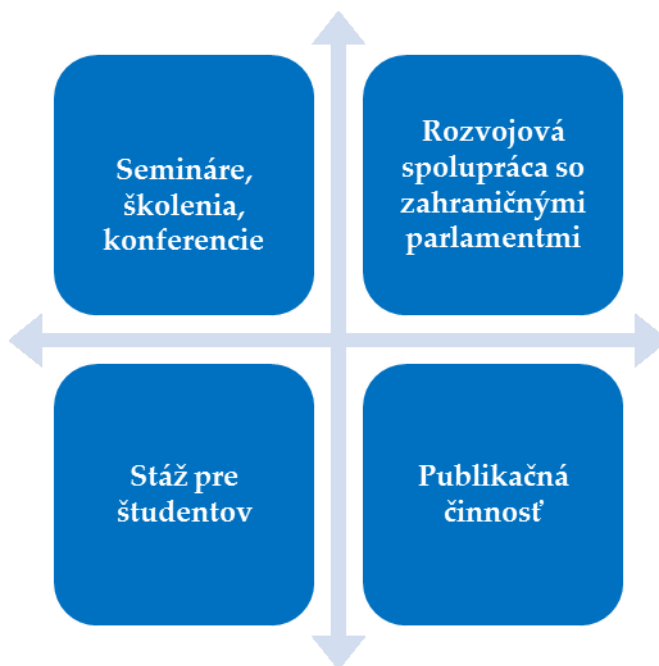 Semináre,
školenia,
konferencie
Rozvojová
spolupráca so
zahraničnými
parlamentmi
Stáž pre
študentov
Publikačná
činnosť